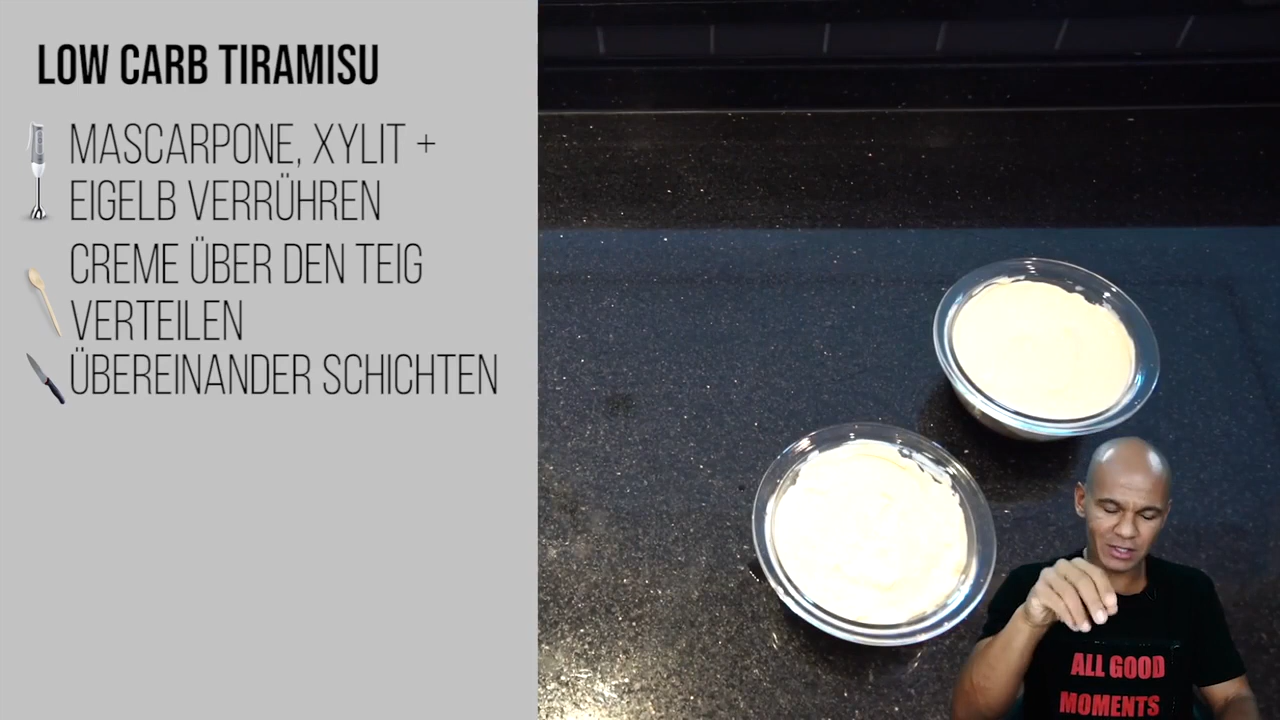 LOW CARB TIRAMISU
MASCARPONE, XYLIT +
EIGELB VERRÜHREN
CREME ÜBER DEN TEIG
VERTEILEN
ÜBEREINANDER SCHICHTEN
ALL GOOD
MOMENTS